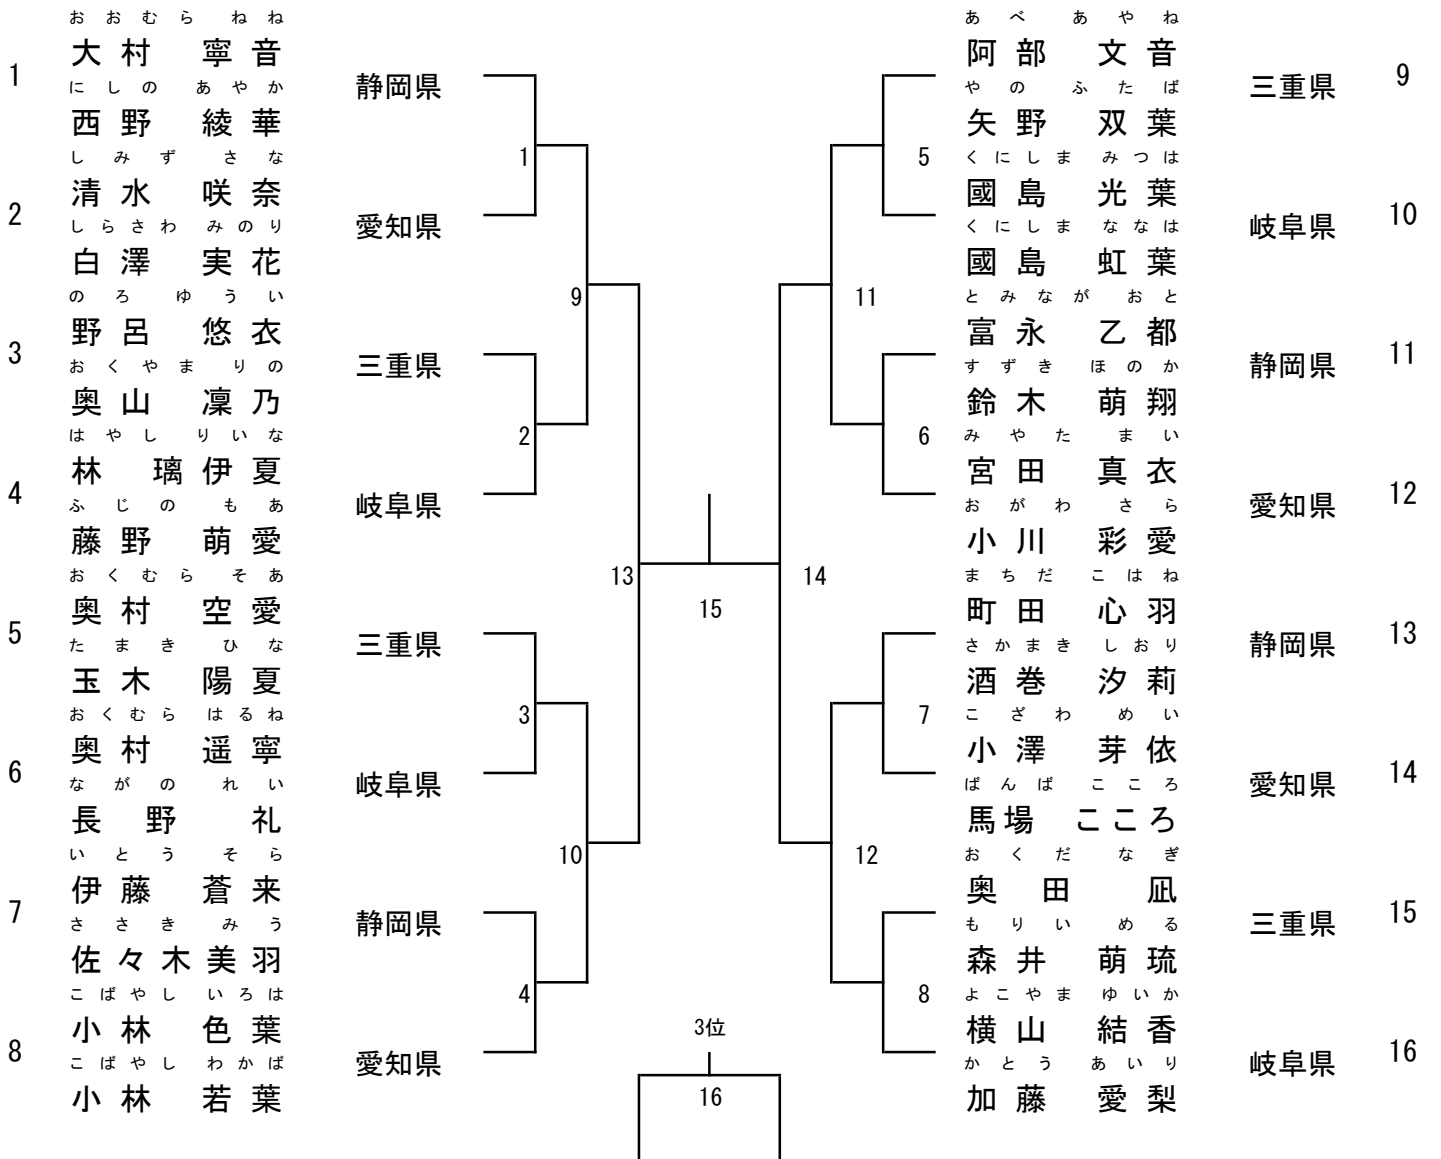 おおむら ねね
大村 寧音
1 静岡県
にしの あやか
西野 綾華
しみず さな
清水 咲奈
2 愛知県
しらさわ みのり
白澤 実花
のろ ゆうい
野呂 悠衣
3 三重県
おくやま りの
奥山 凜乃
はやし りいな
林 璃伊夏
4 岐阜県
ふじの もあ
藤野 萌愛
おくむら そあ
奥村 空愛
5 三重県
たまき ひな
玉木 陽夏
おくむら はるね
奥村 遥寧
6 岐阜県
ながの れい
長野 礼
いとう そら
伊藤 蒼来
7 静岡県
ささき みう
佐々木美羽
こばやし いろは
小林 色葉
8 愛知県
こばやし わかば
小林 若葉
1
2
3
4
9
10
13
15
14
3位
16
11
12
5
6
7
8
あべ あやね
阿部 文音
三重県 9
やの ふたば
矢野 双葉
くにしま みつは
國島 光葉
岐阜県 10
くにしま ななは
國島 虹葉
とみなが おと
富永 乙都
静岡県 11
すずき ほのか
鈴木 萌翔
みやた まい
宮田 真衣
愛知県 12
おがわ さら
小川 彩愛
まちだ こはね
町田 心羽
静岡県 13
さかまき しおり
酒巻 汐莉
こざわ めい
小澤 芽依
愛知県 14
ばんば こころ
馬場 こころ
おくだ なぎ
奥田 凪
三重県 15
もりい める
森井 萌琉
よこやま ゆいか
横山 結香
岐阜県 16
かとう あいり
加藤 愛梨